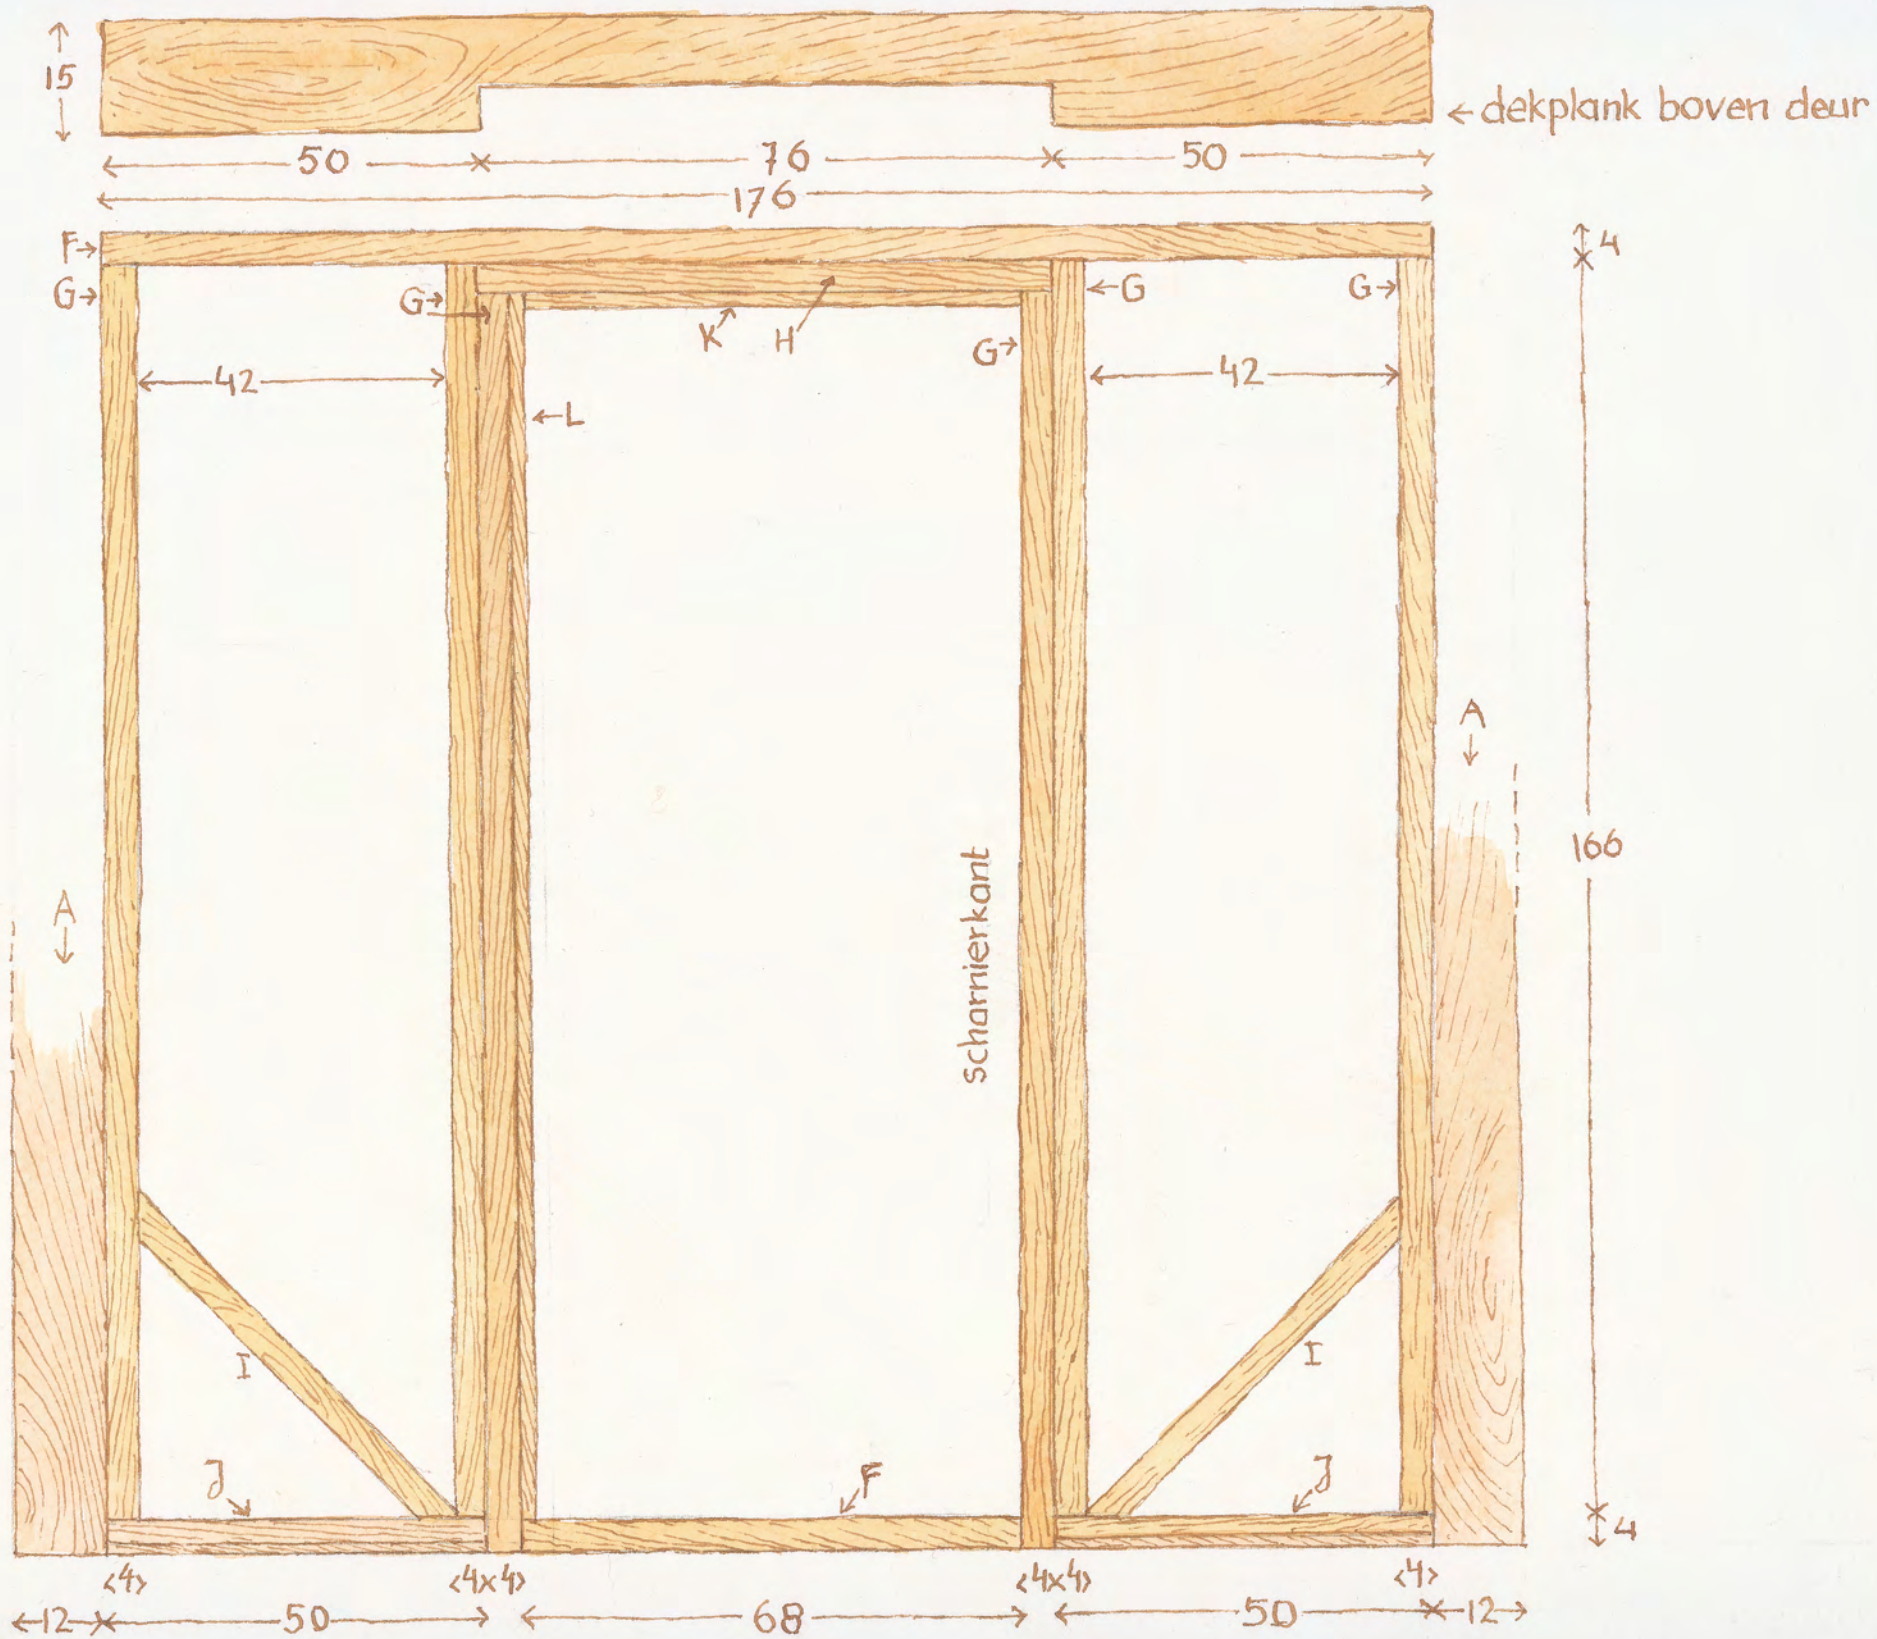 15
← dekplank boven deur
50 76 50
176
F→
4
G→
G→
←G
G→
K H
G→
42
42
←L
A
166
A
scharnierkant
I
I
J
F
J
4
<4> <4x4> <4x4> <4>
12 50 68 50 12